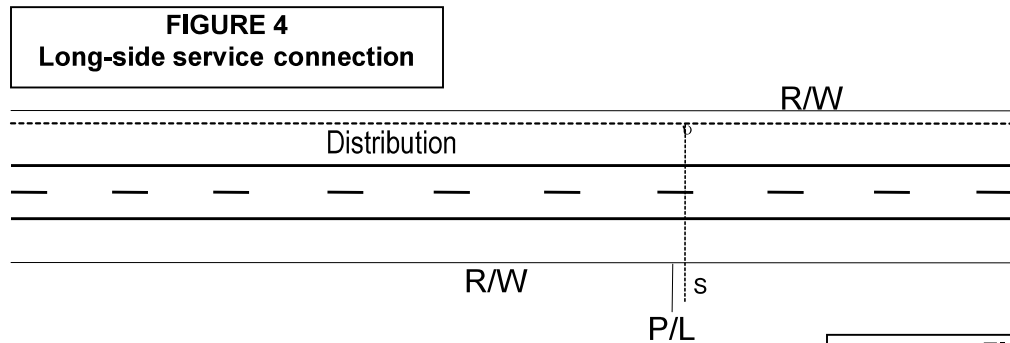 FIGURE 4
Long-side service connection
R/W
Distribution
R/W
S
P/L